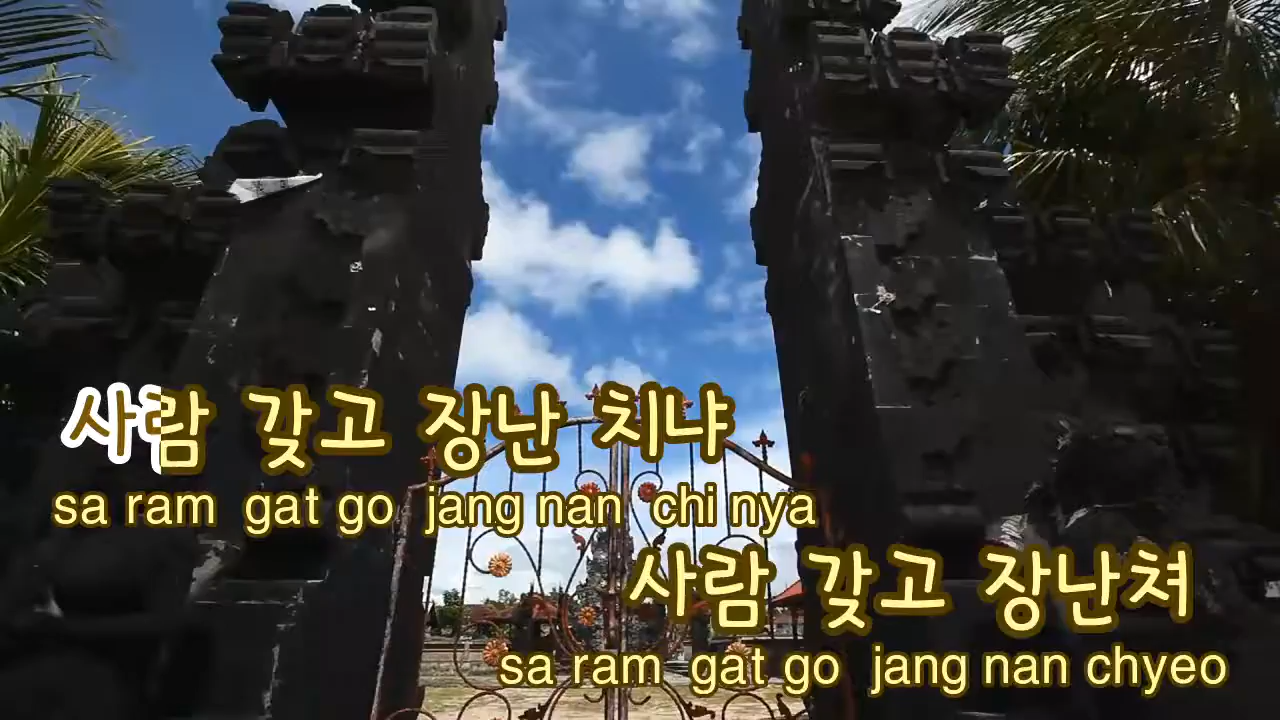 사람 갖고 장난 치냐
sa ram gat go jang nan chi nya
사람 갖고 장난쳐
sa ram gat go jang nan chyeo